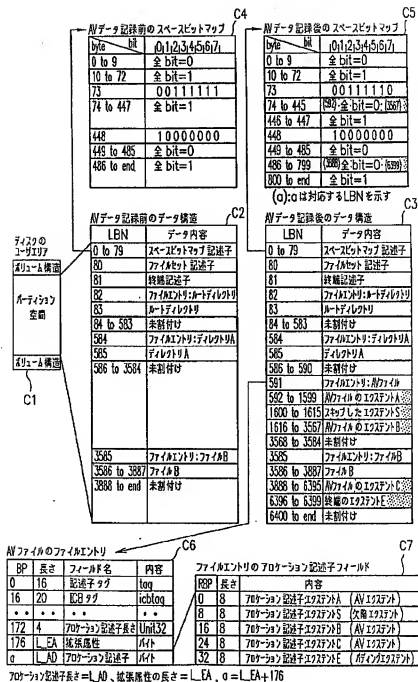 AVデータ記録前のスペースビットマップ C4
byte bit 0 1 2 3 4 5 6 7
0 to 9 全 bit=0
10 to 72 全 bit=1
73 0 0 1 1 1 1 1 1
74 to 447 全 bit=1
448 1 0 0 0 0 0 0 0
449 to 485 全 bit=0
486 to end 全 bit=1
AVデータ記録後のスペースビットマップ C5
byte bit 0 1 2 3 4 5 6 7
0 to 9 全 bit=0
10 to 72 全 bit=1
73 0 0 1 1 1 1 1 0
74 to 445 (592) 全 bit=0 (3567)
446 to 447 全 bit=1
448 1 0 0 0 0 0 0 0
449 to 485 全 bit=0
486 to 799 (3888) 全 bit=0 (6399)
800 to end 全 bit=1
(a):aは対応するLBNを示す
ディスクの
ユーザエリア
ボリューム構造
パーティション
空間
ボリューム構造
C1
AVデータ記録前のデータ構造 C2
LBN データ内容
0 to 79 スペースビットマップ記述子
80 ファイルセット記述子
81 終端記述子
82 ファイルエントリ:ルートディレクトリ
83 ルートディレクトリ
84 to 583 未割付け
584 ファイルエントリ:ディレクトリA
585 ディレクトリA
586 to 3584 未割付け
3585 ファイルエントリ:ファイルB
3586 to 3887 ファイルB
3888 to end 未割付け
AVデータ記録後のデータ構造 C3
LBN データ内容
0 to 79 スペースビットマップ記述子
80 ファイルセット記述子
81 終端記述子
82 ファイルエントリ:ルートディレクトリ
83 ルートディレクトリ
84 to 583 未割付け
584 ファイルエントリ:ディレクトリA
585 ディレクトリA
586 to 590 未割付け
591 ファイルエントリ:AVファイル
592 to 1599 AVファイルのエクステントA
1600 to 1615 スキップしたエクステントS
1616 to 3567 AVファイルのエクステントB
3568 to 3584 未割付け
3585 ファイルエントリ:ファイルB
3586 to 3887 ファイルB
3888 to 6395 AVファイルのエクステントC
6396 to 6399 終端のエクステントE
6400 to end 未割付け
AVファイルのファイルエントリ C6
BP 長さ フィールド名 内容
0 16 記述子タグ tag
16 20 ICBタグ icbtag
・・ ・・ ・・ ・・
172 4 アロケーション記述子長さ Unit32
176 L_EA 拡張属性 バイト
a L_AD アロケーション記述子 バイト
アロケーション記述子長さ=L_AD、拡張属性の長さ=L_EA、a=L_EA+176
ファイルエントリのアロケーション記述子フィールド C7
RBP 長さ 内容
0 8 アロケーション記述子:エクステントA (AVエクステント)
8 8 アロケーション記述子:エクステントS (欠陥エクステント)
16 8 アロケーション記述子:エクステントB (AVエクステント)
24 8 アロケーション記述子:エクステントC (AVエクステント)
32 8 アロケーション記述子:エクステントE (パディングエクステント)